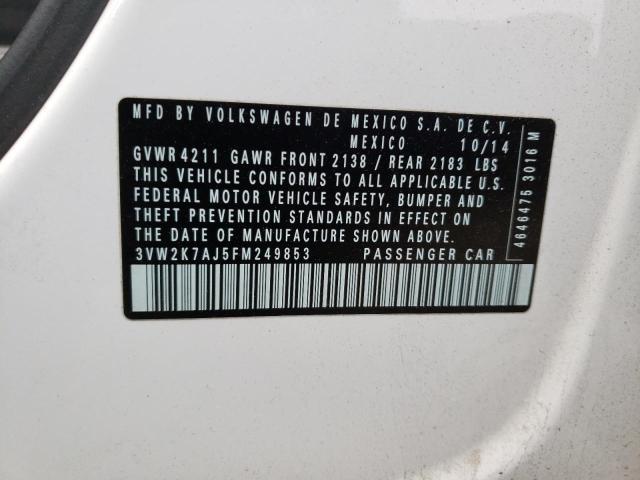 MFD BY VOLKSWAGEN DE MEXICO S.A. DE C.V.
MEXICO 10/14
GVWR 4211 GAWR FRONT 2138 / REAR 2183 LBS
THIS VEHICLE CONFORMS TO ALL APPLICABLE U.S.
FEDERAL MOTOR VEHICLE SAFETY, BUMPER AND
THEFT PREVENTION STANDARDS IN EFFECT ON
THE DATE OF MANUFACTURE SHOWN ABOVE.
3VW2K7AJ5FM249853 PASSENGER CAR
4646476 3016 M